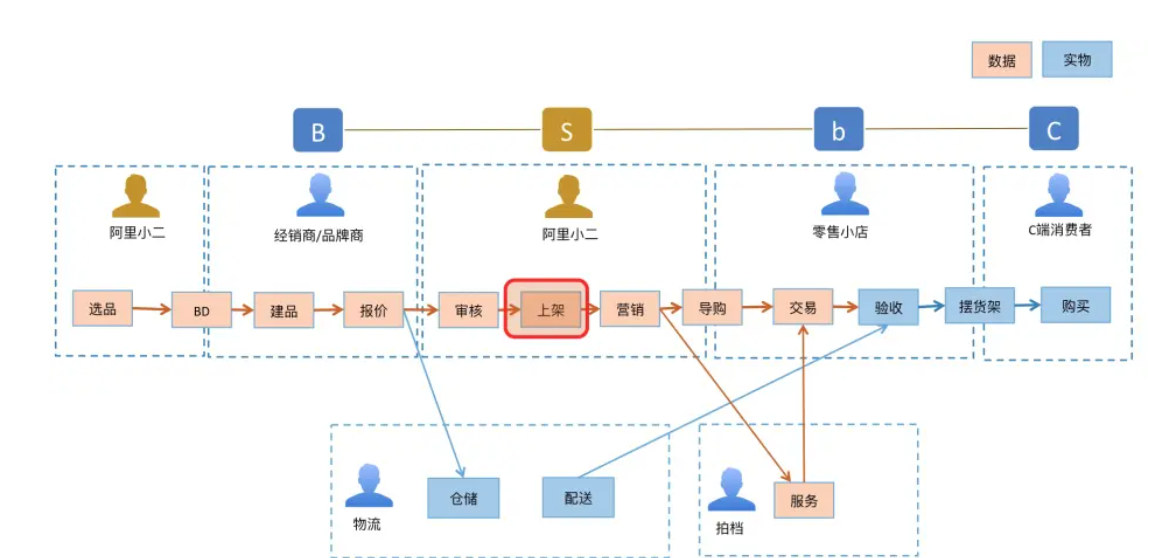 数据
实物
B
S
b
C
阿里小二
经销商/品牌商
阿里小二
零售小店
C端消费者
选品
BD
建品
报价
审核
上架
营销
导购
交易
验收
摆货架
购买
物流
仓储
配送
拍档
服务